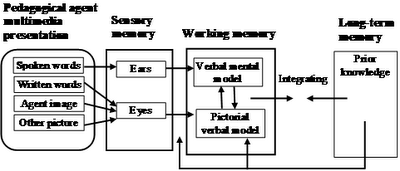 Pedagogical agent
multimedia
presentation
Sensory
memory
Working memory
Long-term
memory
Spoken words
Written words
Agent image
Other picture
Ears
Eyes
Verbal mental
model
Pictorial
verbal model
Integrating
Prior
knowledge